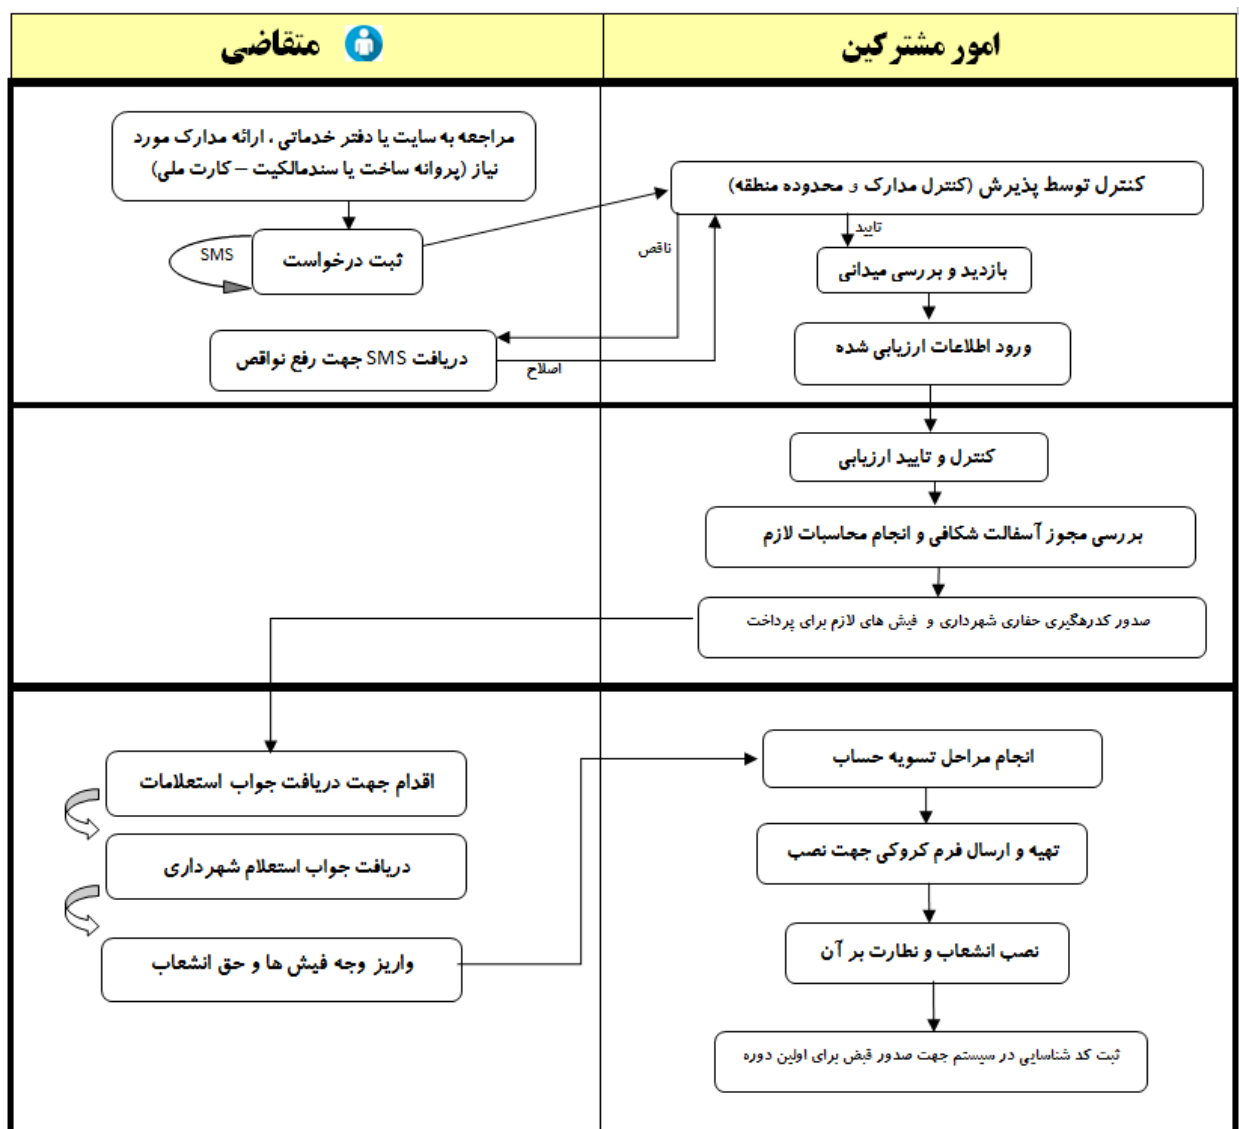 متقاضی
امور مشترکین
مراجعه به سایت یا دفتر خدماتی ، ارائه مدارک مورد
نیاز (پروانه ساخت یا سندمالکیت – کارت ملی)
ثبت درخواست
SMS
کنترل توسط پذیرش (کنترل مدارک و محدوده منطقه)
تایید
ناقص
بازدید و بررسی میدانی
ورود اطلاعات ارزیابی شده
دریافت SMS جهت رفع نواقص
اصلاح
کنترل و تایید ارزیابی
بررسی مجوز آسفالت شکافی و انجام محاسبات لازم
صدور کدرهگیری حفاری شهرداری و فیش های لازم برای پرداخت
اقدام جهت دریافت جواب استعلامات
دریافت جواب استعلام شهرداری
واریز وجه فیش ها و حق انشعاب
انجام مراحل تسویه حساب
تهیه و ارسال فرم کروکی جهت نصب
نصب انشعاب و نطارت بر آن
ثبت کد شناسایی در سیستم جهت صدور قبض برای اولین دوره